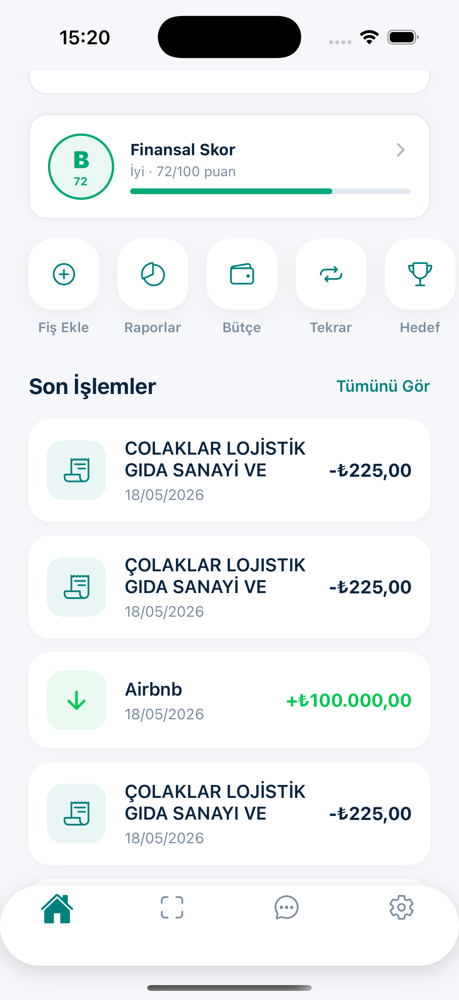 15:20
B
72
Finansal Skor
İyi · 72/100 puan
Fiş Ekle
Raporlar
Bütçe
Tekrar
Hedef
Son İşlemler
Tümünü Gör
COLAKLAR LOJİSTİK
GIDA SANAYİ VE
-₺225,00
18/05/2026
ÇOLAKLAR LOJISTIK
GIDA SANAYİ VE
-₺225,00
18/05/2026
Airbnb
+₺100.000,00
18/05/2026
ÇOLAKLAR LOJİSTİK
GIDA SANAYI VE
-₺225,00
18/05/2026